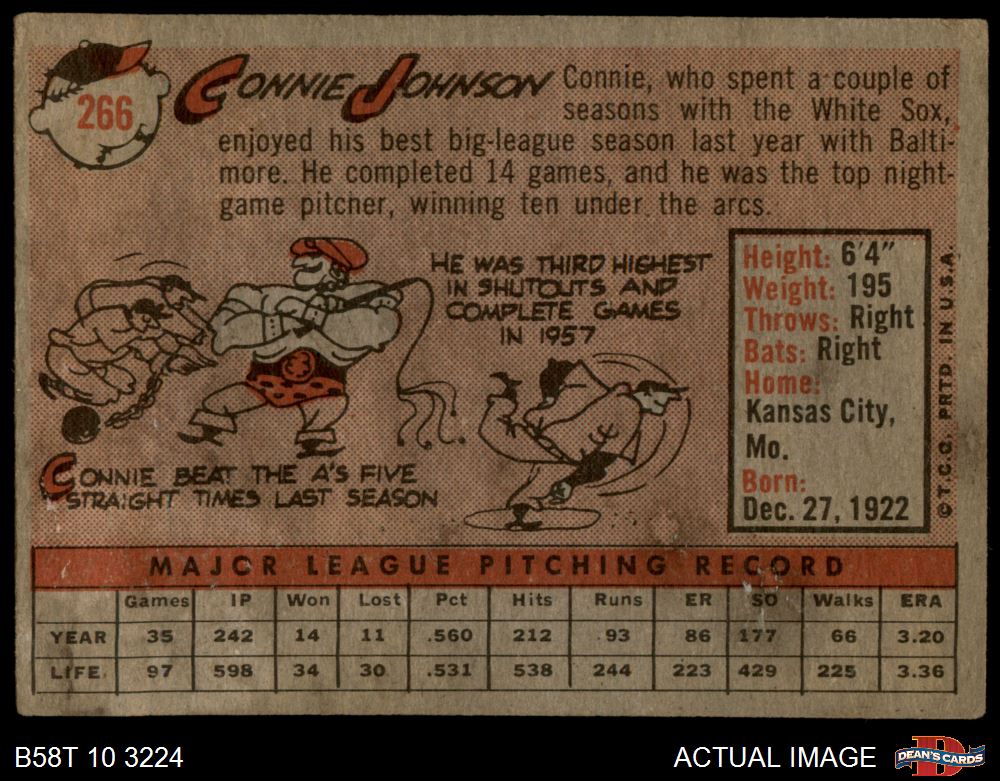 266
CONNIE JOHNSON
Connie, who spent a couple of
seasons with the White Sox,
enjoyed his best big-league season last year with Balti-
more. He completed 14 games, and he was the top night-
game pitcher, winning ten under the arcs.
HE WAS THIRD HIGHEST
IN SHUTOUTS AND
COMPLETE GAMES
IN 1957
CONNIE BEAT THE A'S FIVE
STRAIGHT TIMES LAST SEASON
Height: 6'4"
Weight: 195
Throws: Right
Bats: Right
Home:
Kansas City,
Mo.
Born:
Dec. 27, 1922
©T.C.G. PRTD. IN U.S.A.
MAJOR LEAGUE PITCHING RECORD
Games IP Won Lost Pct Hits Runs ER SO Walks ERA
YEAR 35 242 14 11 .560 212 93 86 177 66 3.20
LIFE 97 598 34 30 .531 538 244 223 429 225 3.36
B58T 10 3224
ACTUAL IMAGE
D
DEAN'S CARDS